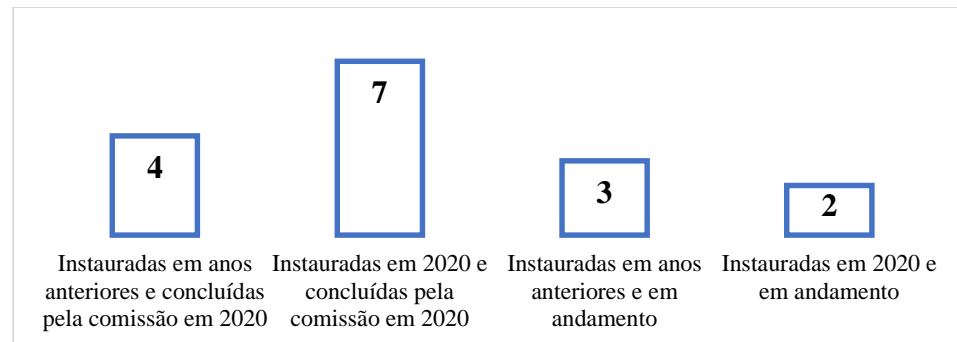 4
7
3
2
Instauradas em anos
anteriores e concluídas
pela comissão em 2020
Instauradas em 2020 e
concluídas pela
comissão em 2020
Instauradas em anos
anteriores e em
andamento
Instauradas em 2020 e
em andamento